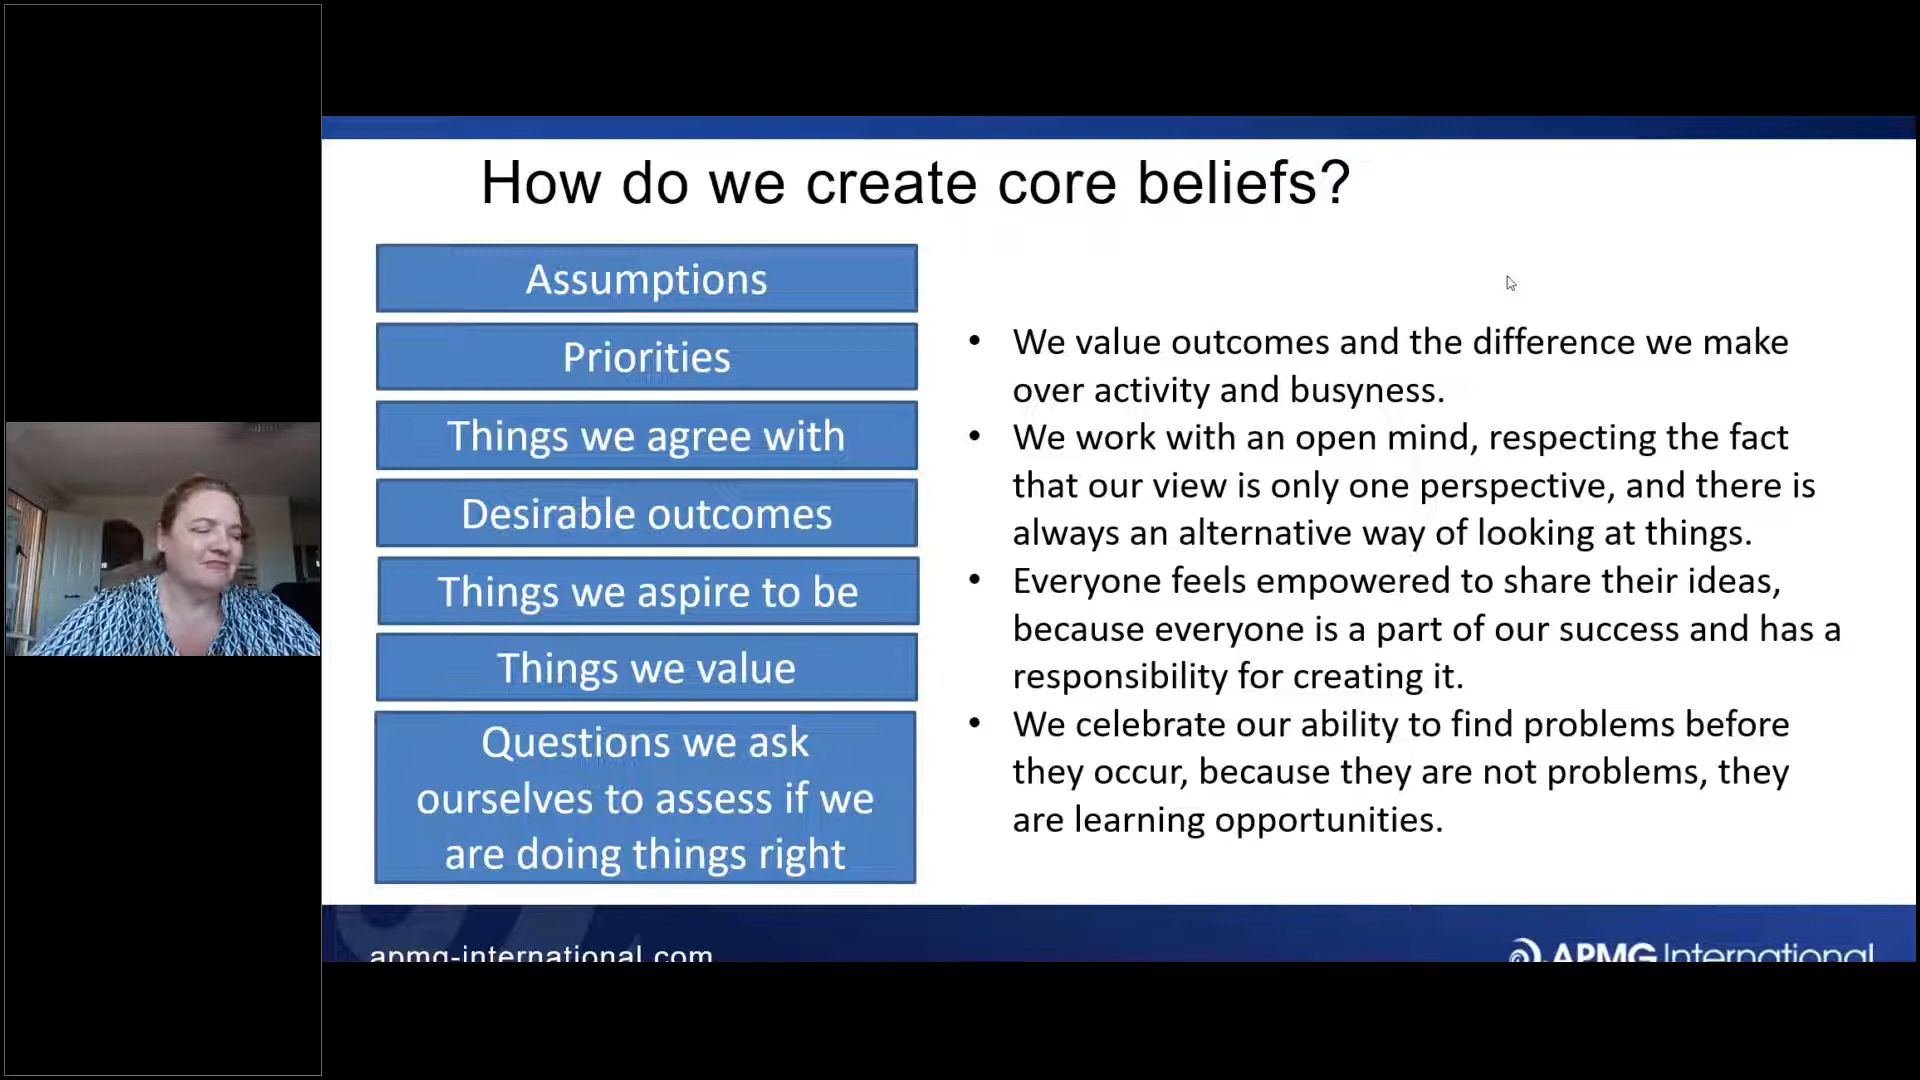 How do we create core beliefs?
Assumptions
Priorities
Things we agree with
Desirable outcomes
Things we aspire to be
Things we value
Questions we ask
ourselves to assess if we
are doing things right
• We value outcomes and the difference we make
over activity and busyness.
• We work with an open mind, respecting the fact
that our view is only one perspective, and there is
always an alternative way of looking at things.
• Everyone feels empowered to share their ideas,
because everyone is a part of our success and has a
responsibility for creating it.
• We celebrate our ability to find problems before
they occur, because they are not problems, they
are learning opportunities.
apmg-international.com
APMG International